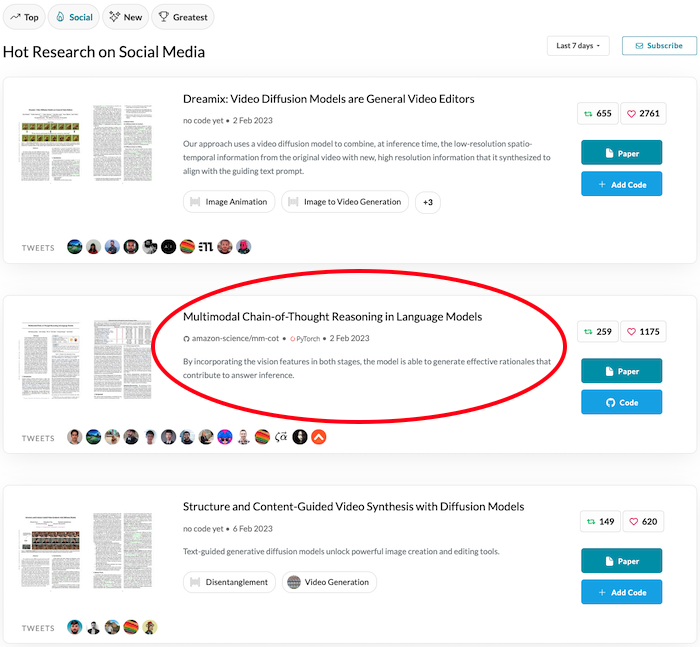 Top Social New Greatest
Hot Research on Social Media
Last 7 days
Subscribe
Dreamix: Video Diffusion Models are General Video Editors
no code yet • 2 Feb 2023
Our approach uses a video diffusion model to combine, at inference time, the low-resolution spatio-
temporal information from the original video with new, high resolution information that it synthesized to
align with the guiding text prompt.
Image Animation Image to Video Generation +3
655 2761
Paper
+ Add Code
TWEETS
Multimodal Chain-of-Thought Reasoning in Language Models
amazon-science/mm-cot • PyTorch • 2 Feb 2023
By incorporating the vision features in both stages, the model is able to generate effective rationales that
contribute to answer inference.
259 1175
Paper
Code
TWEETS
Structure and Content-Guided Video Synthesis with Diffusion Models
no code yet • 6 Feb 2023
Text-guided generative diffusion models unlock powerful image creation and editing tools.
Disentanglement Video Generation
149 620
Paper
+ Add Code
TWEETS